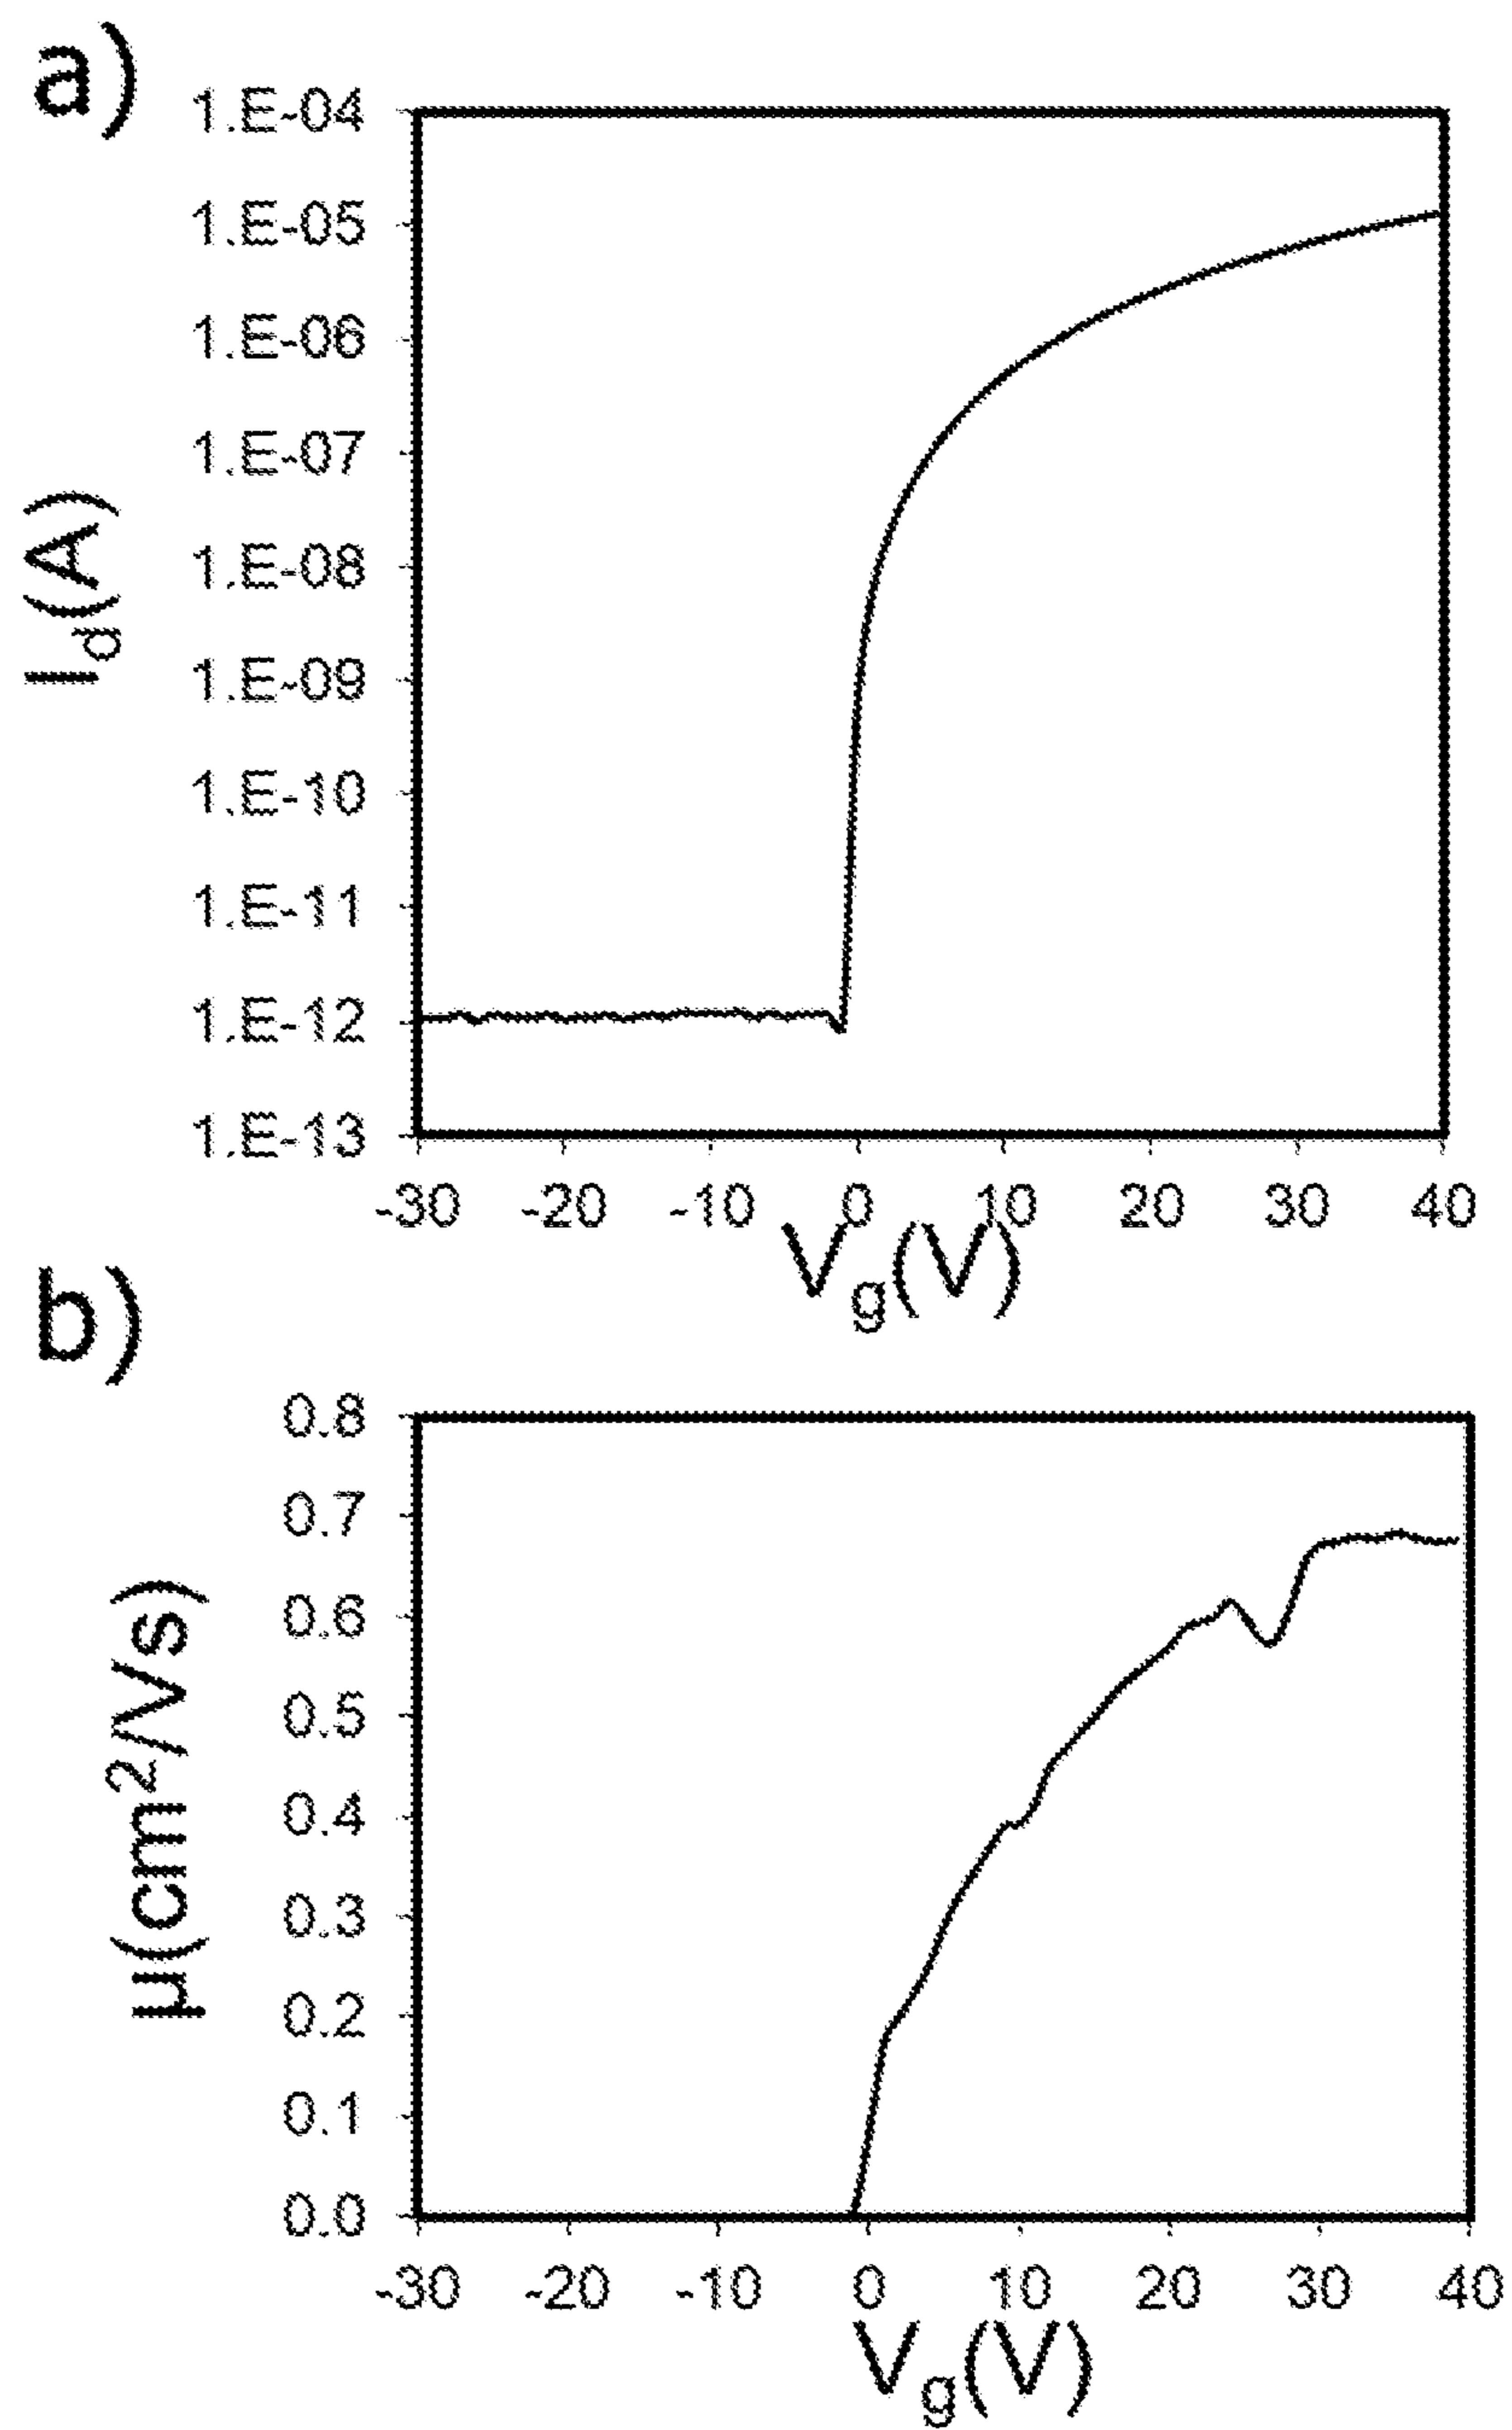 a)
1.E-04
1.E-05
1.E-06
1.E-07
1.E-08
1.E-09
1.E-10
1.E-11
1.E-12
1.E-13
Id(A)
-30 -20 -10 0 10 20 30 40
Vg(V)
b)
0.8
0.7
0.6
0.5
0.4
0.3
0.2
0.1
0.0
µ(cm²/Vs)
-30 -20 -10 0 10 20 30 40
Vg(V)